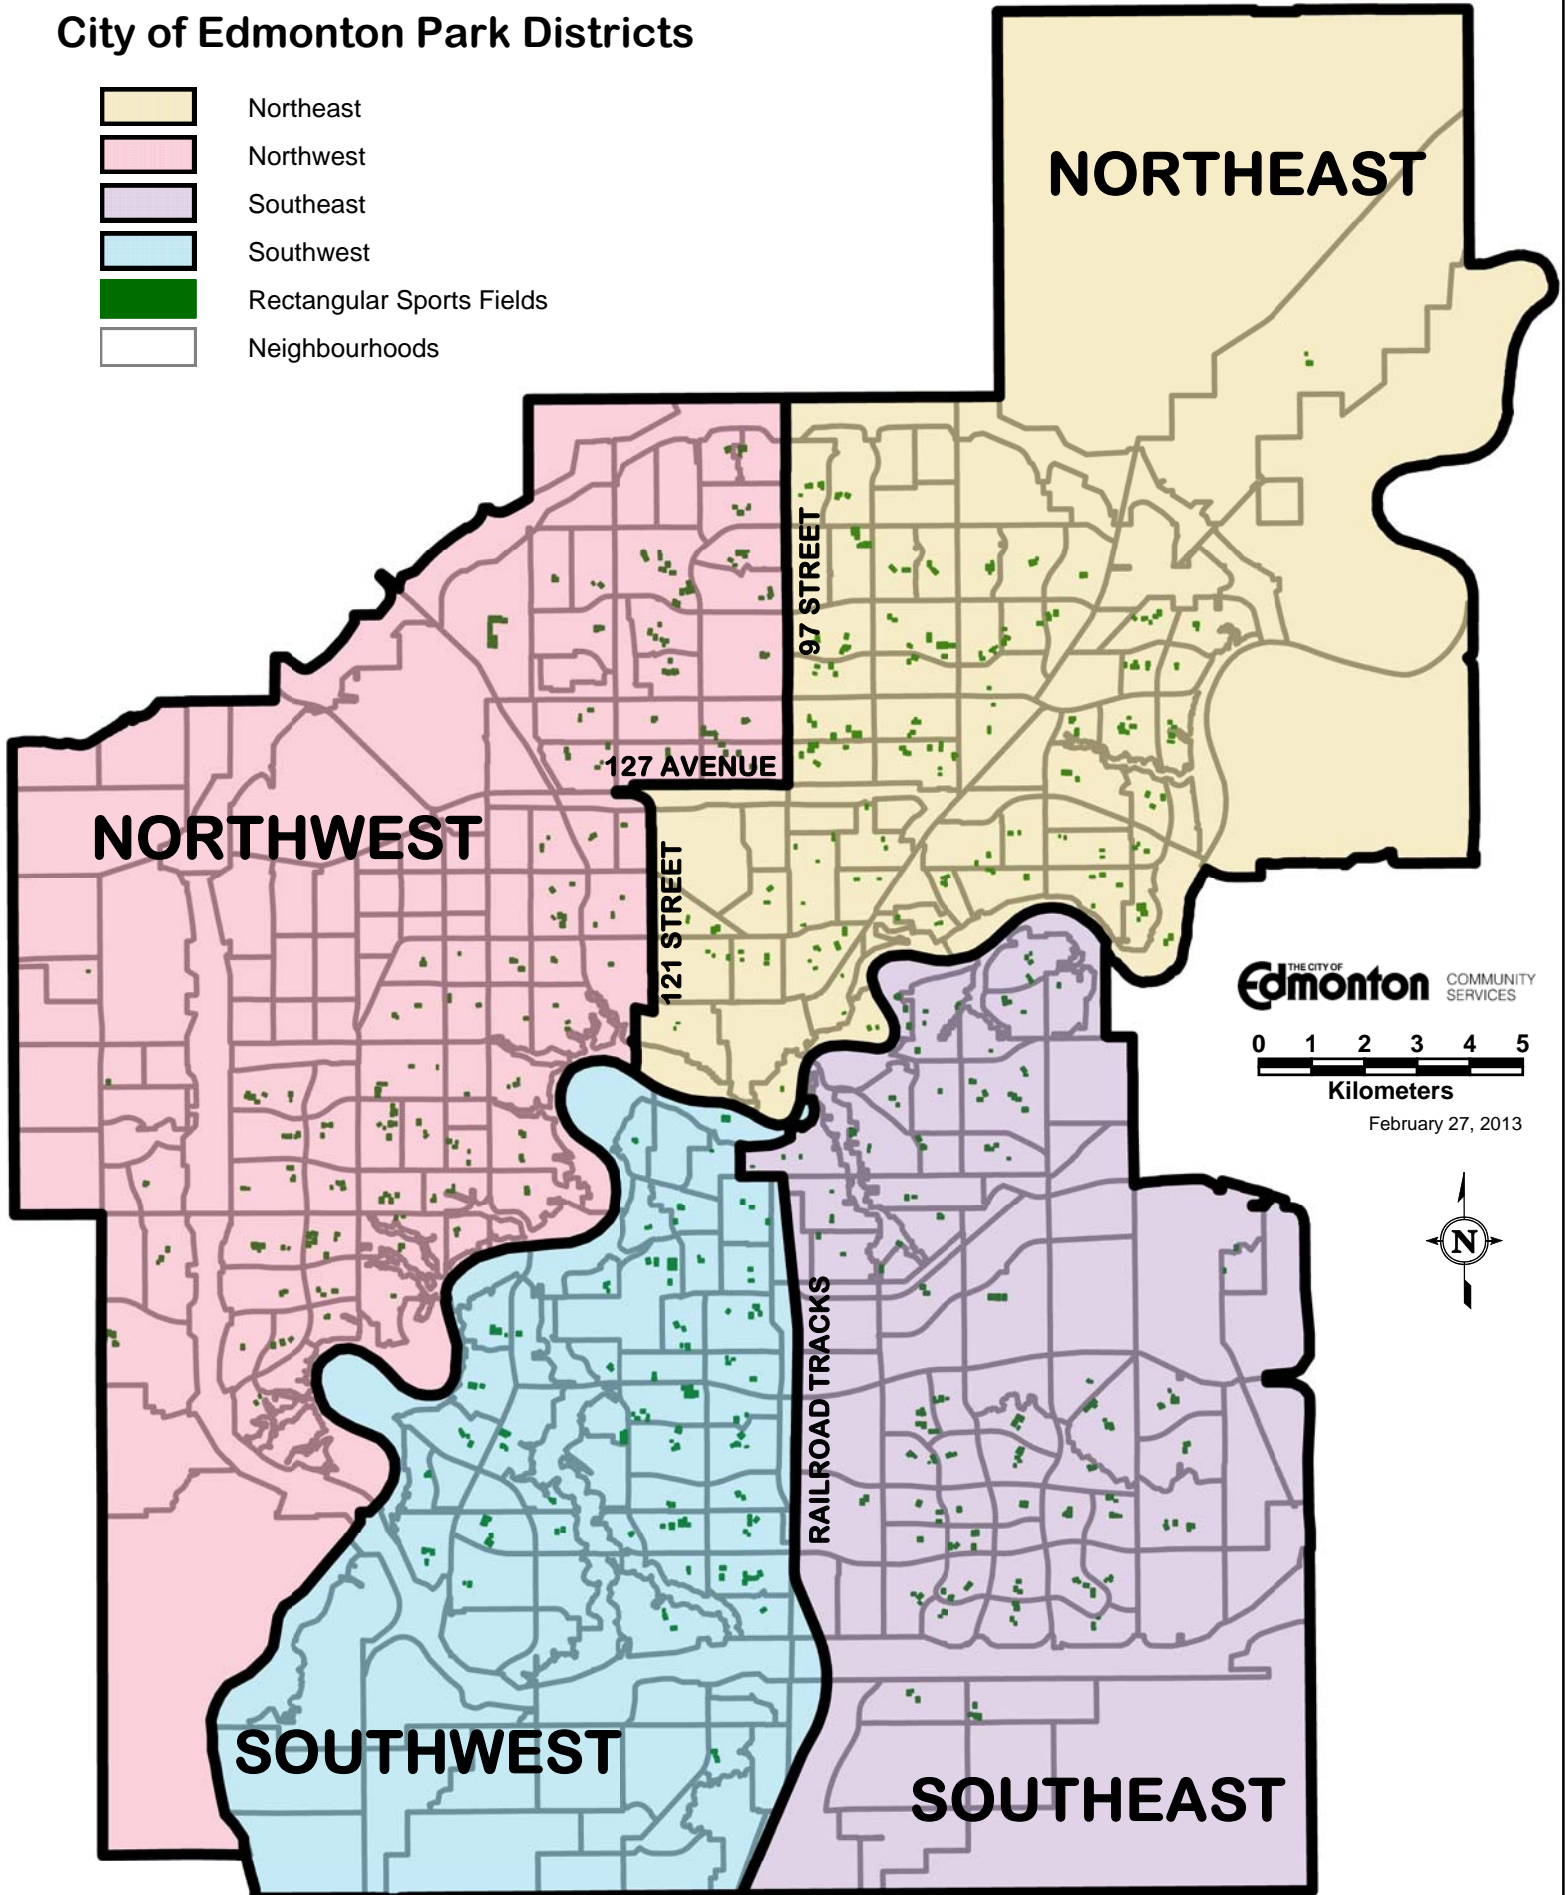 City of Edmonton Park Districts
Northeast
Northwest
Southeast
Southwest
Rectangular Sports Fields
Neighbourhoods
NORTHEAST
97 STREET
127 AVENUE
NORTHWEST
121 STREET
THE CITY OF
Edmonton
COMMUNITY
SERVICES
0 1 2 3 4 5
Kilometers
February 27, 2013
N
RAILROAD TRACKS
SOUTHWEST
SOUTHEAST